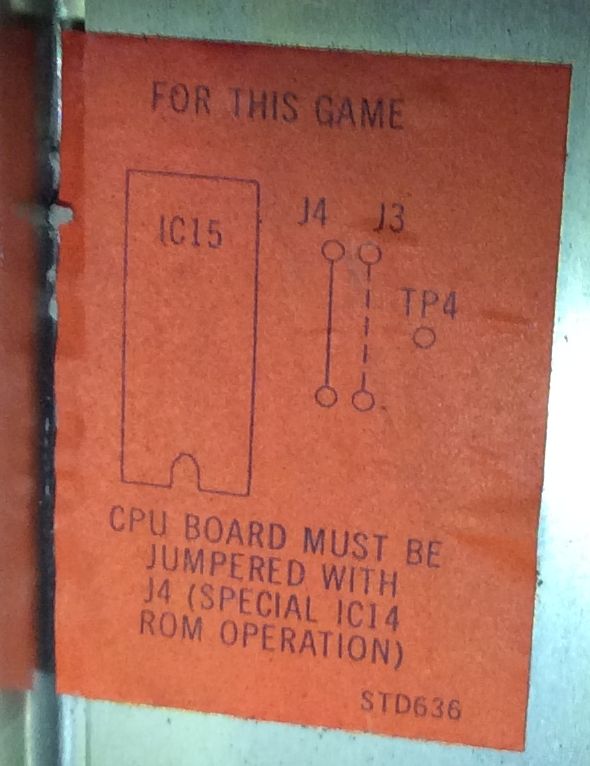 FOR THIS GAME
IC15
J4 J3
TP4
CPU BOARD MUST BE
JUMPERED WITH
J4 (SPECIAL IC14
ROM OPERATION)
STD636